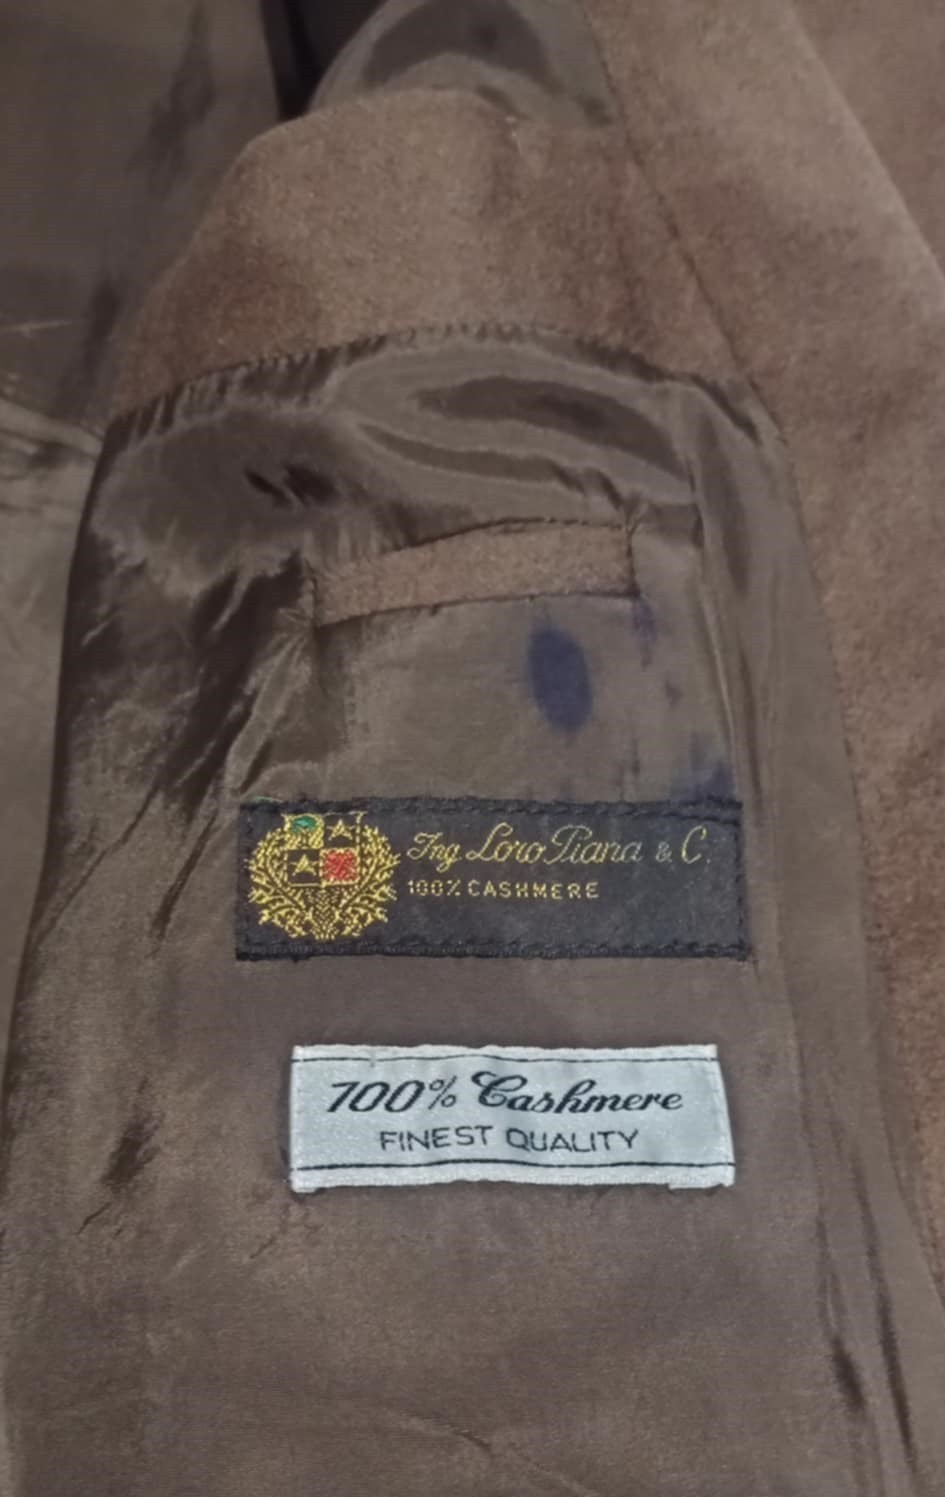 Ing Loro Piana & C.
100% CASHMERE
100% Cashmere
FINEST QUALITY